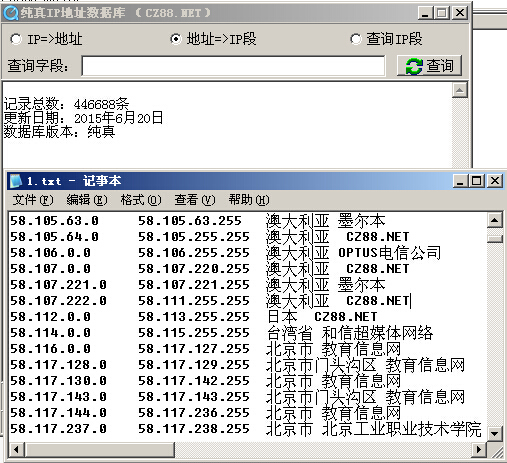 纯真IP地址数据库 （CZ88.NET）
IP=>地址 地址=>IP段 查询IP段
查询字段： 查询
记录总数：446688条
更新日期：2015年6月20日
数据库版本：纯真
1.txt - 记事本
文件(F) 编辑(E) 格式(O) 查看(V) 帮助(H)
58.105.63.0 58.105.63.255 澳大利亚 墨尔本
58.105.64.0 58.105.255.255 澳大利亚 CZ88.NET
58.106.0.0 58.106.255.255 澳大利亚 OPTUS电信公司
58.107.0.0 58.107.220.255 澳大利亚 CZ88.NET
58.107.221.0 58.107.221.255 澳大利亚 墨尔本
58.107.222.0 58.111.255.255 澳大利亚 CZ88.NET
58.112.0.0 58.113.255.255 日本 CZ88.NET
58.114.0.0 58.115.255.255 台湾省 和信超媒体网络
58.116.0.0 58.117.127.255 北京市 教育信息网
58.117.128.0 58.117.129.255 北京市门头沟区 教育信息网
58.117.130.0 58.117.142.255 北京市 教育信息网
58.117.143.0 58.117.143.255 北京市门头沟区 教育信息网
58.117.144.0 58.117.236.255 北京市 教育信息网
58.117.237.0 58.117.238.255 北京市 北京工业职业技术学院